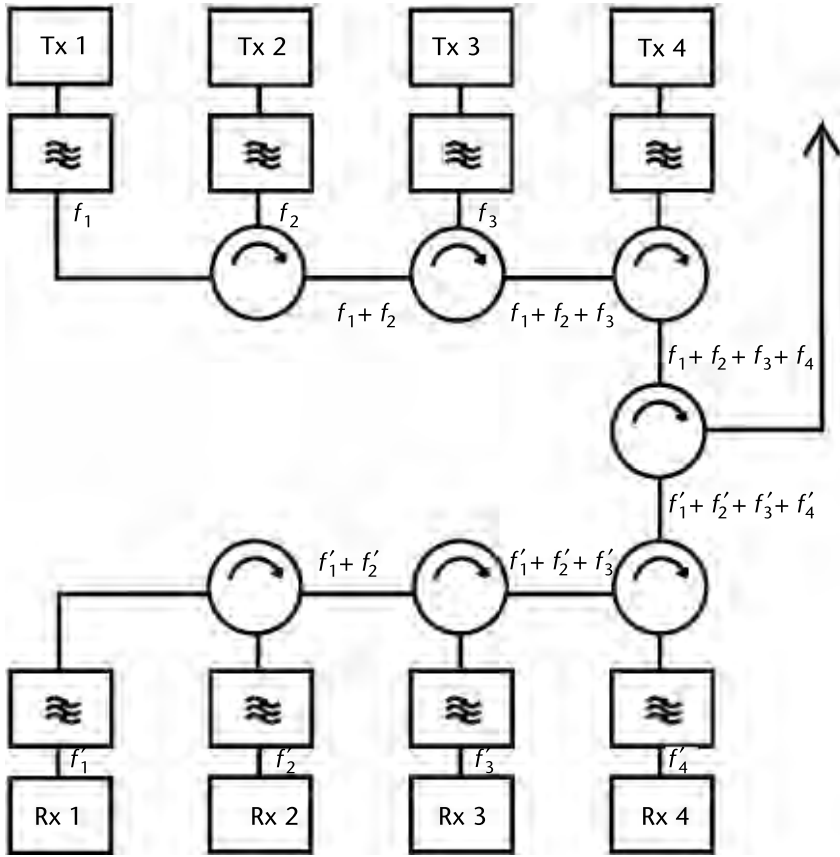 Tx 1 Tx 2 Tx 3 Tx 4
f₁ f₂ f₃
f₁ + f₂ f₁ + f₂ + f₃
f₁ + f₂ + f₃ + f₄
f′₁ + f′₂ + f′₃ + f′₄
f′₁ + f′₂ f′₁ + f′₂ + f′₃
f′₁ f′₂ f′₃ f′₄
Rx 1 Rx 2 Rx 3 Rx 4